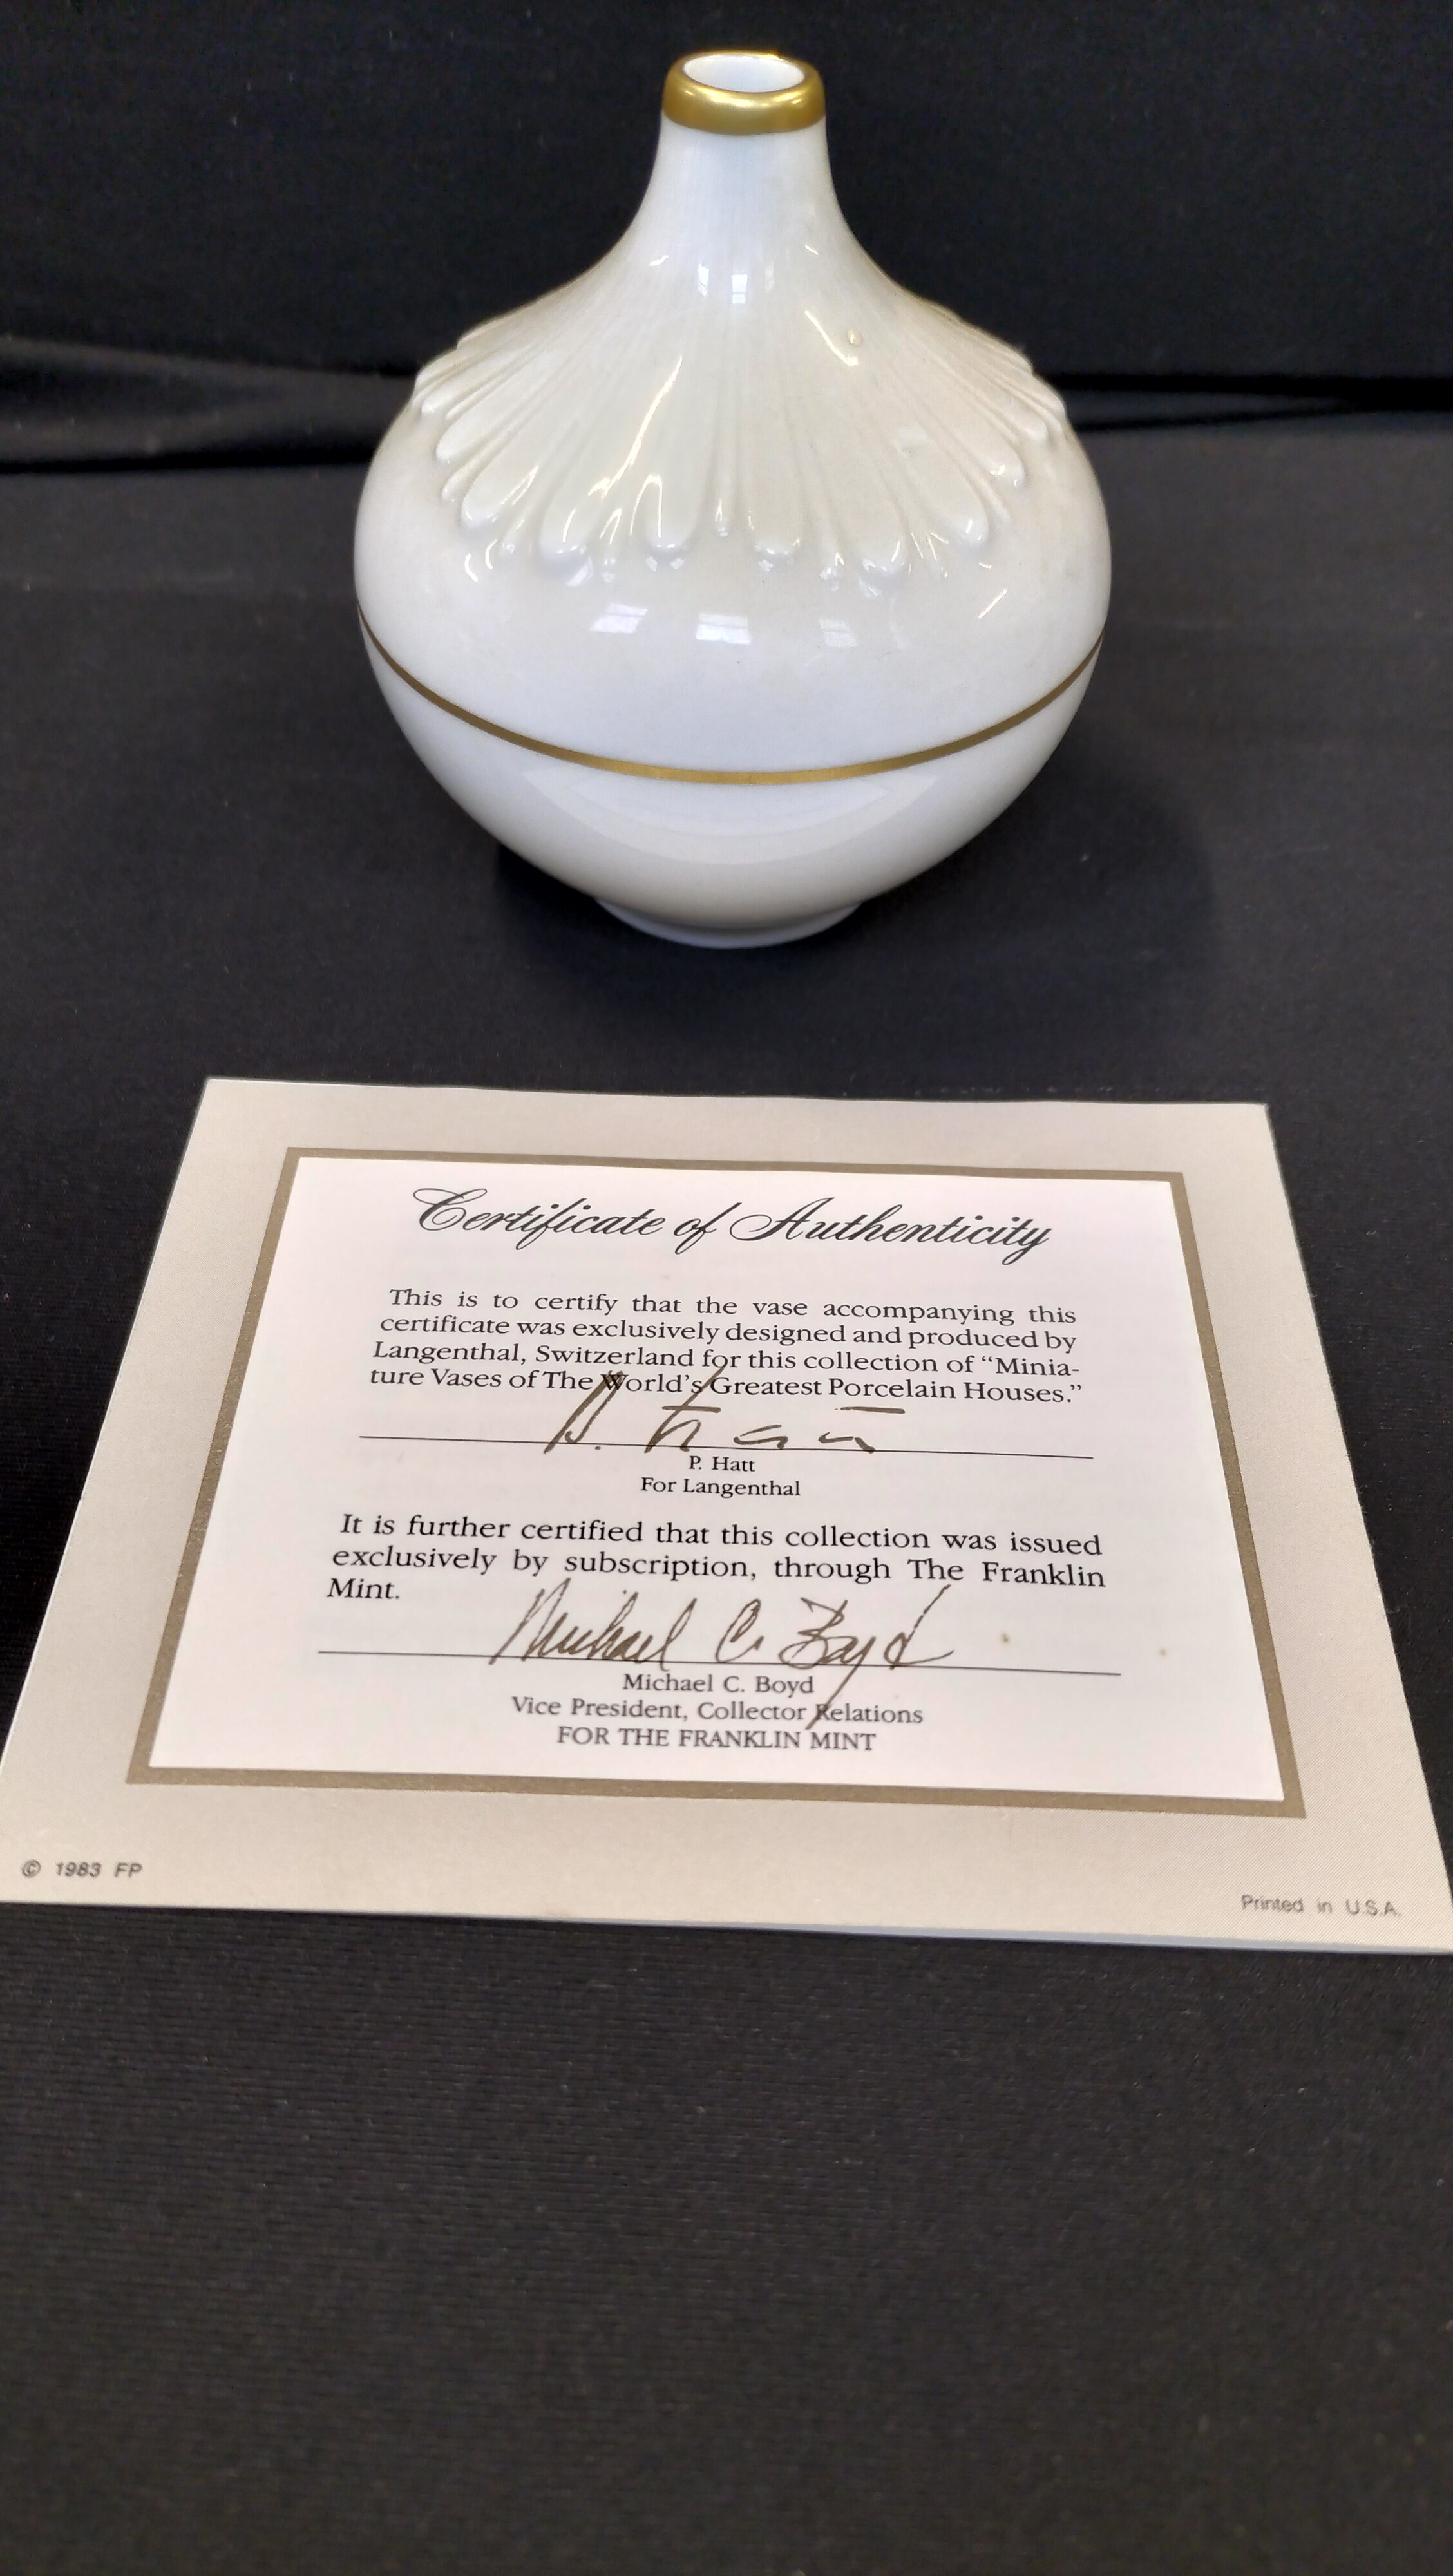 Certificate of Authenticity
This is to certify that the vase accompanying this
certificate was exclusively designed and produced by
Langenthal, Switzerland for this collection of “Minia-
ture Vases of The World’s Greatest Porcelain Houses.”
P. Hatt
For Langenthal
It is further certified that this collection was issued
exclusively by subscription, through The Franklin
Mint.
Michael C. Boyd
Michael C. Boyd
Vice President, Collector Relations
FOR THE FRANKLIN MINT
© 1983 FP
Printed in U.S.A.